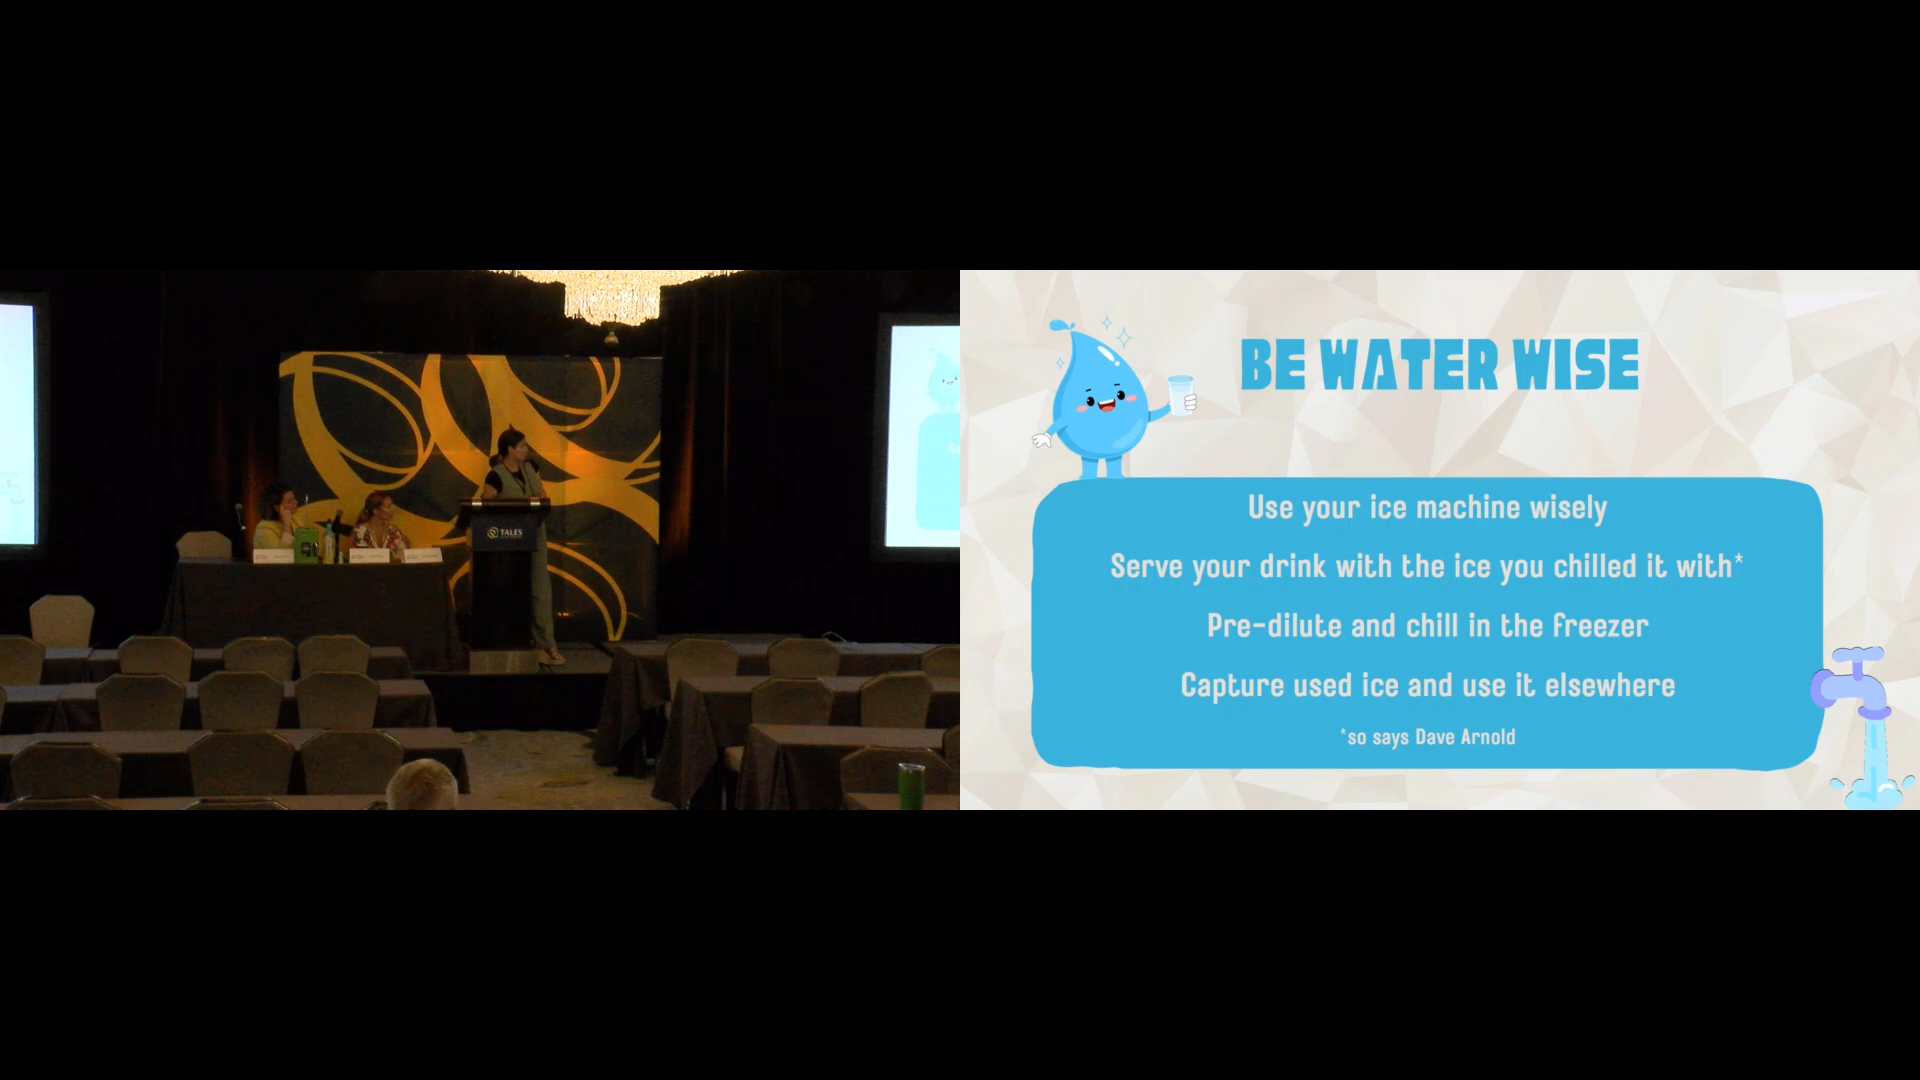 TALES
BE WATER WISE
Use your ice machine wisely
Serve your drink with the ice you chilled it with*
Pre-dilute and chill in the freezer
Capture used ice and use it elsewhere
*so says Dave Arnold